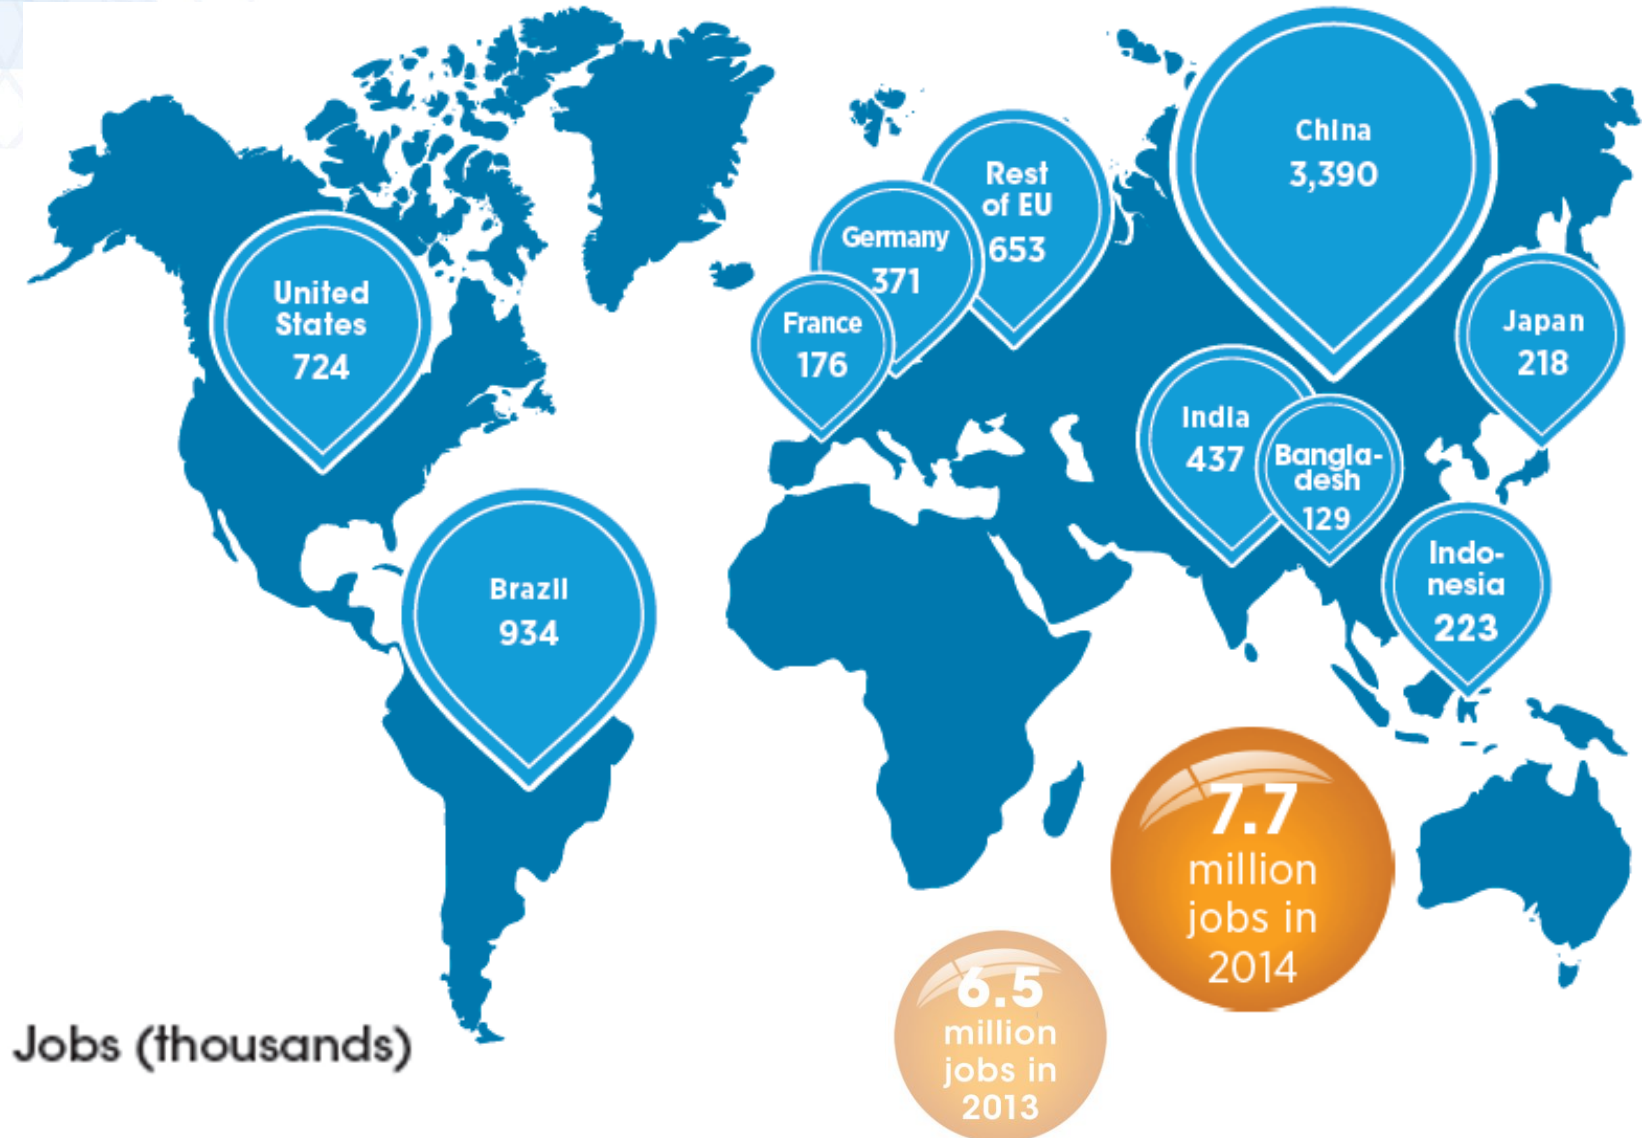 China
3,390
Rest
of EU
653
Germany
371
France
176
United
States
724
Japan
218
India
437
Bangla-
desh
129
Indo-
nesia
223
Brazil
934
7.7
million
jobs in
2014
6.5
million
jobs in
2013
Jobs (thousands)